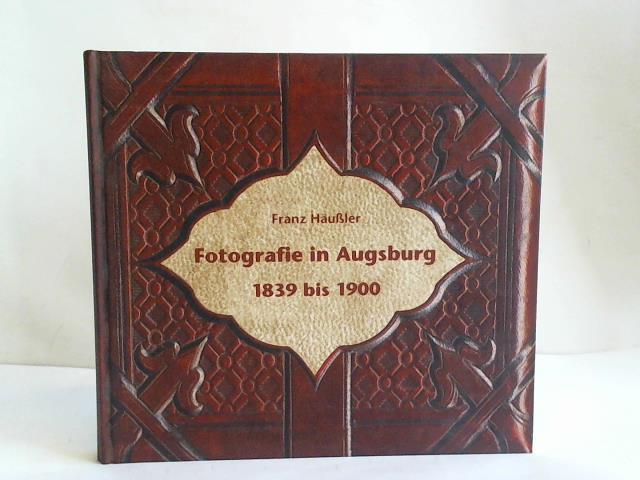 Franz Häußler
Fotografie in Augsburg
1839 bis 1900